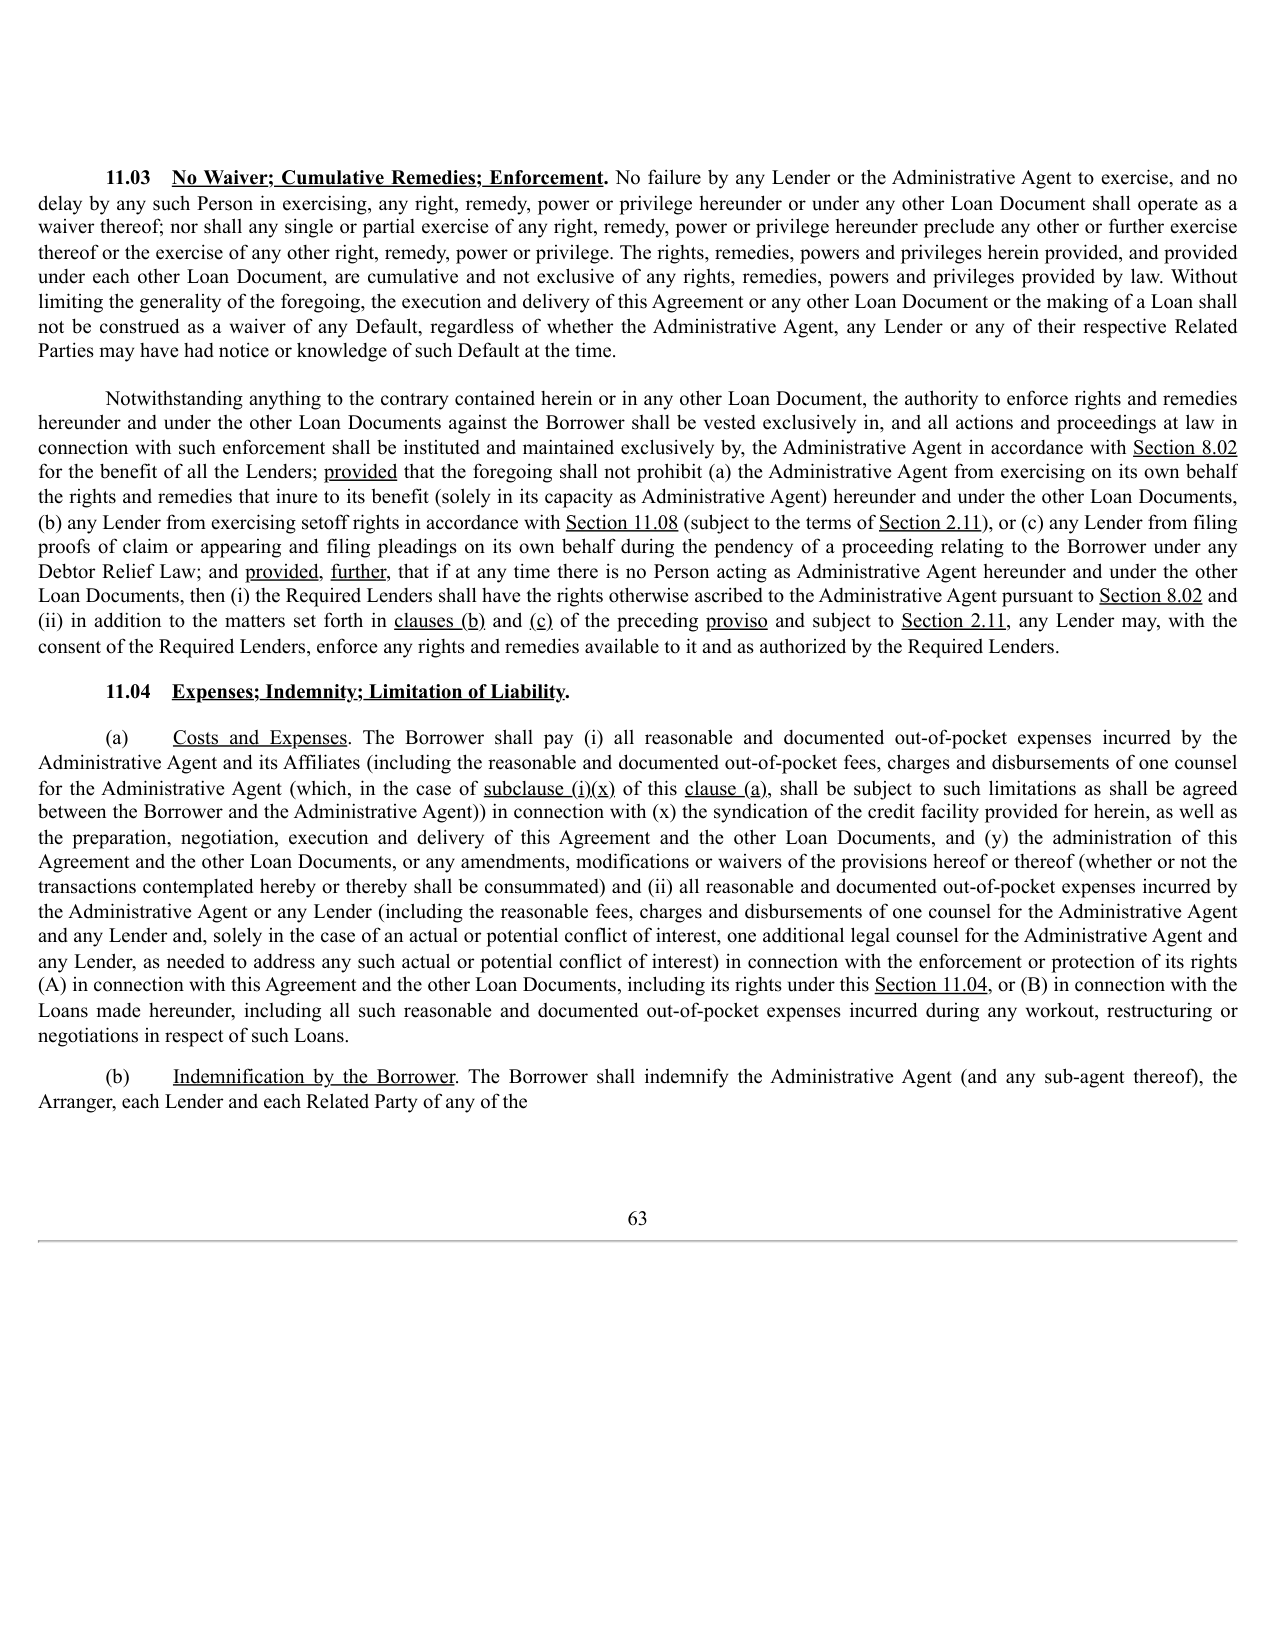 11.03 No Waiver; Cumulative Remedies; Enforcement. No failure by any Lender or the Administrative Agent to exercise, and no
delay by any such Person in exercising, any right, remedy, power or privilege hereunder or under any other Loan Document shall operate as a
waiver thereof; nor shall any single or partial exercise of any right, remedy, power or privilege hereunder preclude any other or further exercise
thereof or the exercise of any other right, remedy, power or privilege. The rights, remedies, powers and privileges herein provided, and provided
under each other Loan Document, are cumulative and not exclusive of any rights, remedies, powers and privileges provided by law. Without
limiting the generality of the foregoing, the execution and delivery of this Agreement or any other Loan Document or the making of a Loan shall
not be construed as a waiver of any Default, regardless of whether the Administrative Agent, any Lender or any of their respective Related
Parties may have had notice or knowledge of such Default at the time.
Notwithstanding anything to the contrary contained herein or in any other Loan Document, the authority to enforce rights and remedies
hereunder and under the other Loan Documents against the Borrower shall be vested exclusively in, and all actions and proceedings at law in
connection with such enforcement shall be instituted and maintained exclusively by, the Administrative Agent in accordance with Section 8.02
for the benefit of all the Lenders; provided that the foregoing shall not prohibit (a) the Administrative Agent from exercising on its own behalf
the rights and remedies that inure to its benefit (solely in its capacity as Administrative Agent) hereunder and under the other Loan Documents,
(b) any Lender from exercising setoff rights in accordance with Section 11.08 (subject to the terms of Section 2.11), or (c) any Lender from filing
proofs of claim or appearing and filing pleadings on its own behalf during the pendency of a proceeding relating to the Borrower under any
Debtor Relief Law; and provided, further, that if at any time there is no Person acting as Administrative Agent hereunder and under the other
Loan Documents, then (i) the Required Lenders shall have the rights otherwise ascribed to the Administrative Agent pursuant to Section 8.02 and
(ii) in addition to the matters set forth in clauses (b) and (c) of the preceding proviso and subject to Section 2.11, any Lender may, with the
consent of the Required Lenders, enforce any rights and remedies available to it and as authorized by the Required Lenders.
11.04 Expenses; Indemnity; Limitation of Liability.
(a) Costs and Expenses. The Borrower shall pay (i) all reasonable and documented out-of-pocket expenses incurred by the
Administrative Agent and its Affiliates (including the reasonable and documented out-of-pocket fees, charges and disbursements of one counsel
for the Administrative Agent (which, in the case of subclause (i)(x) of this clause (a), shall be subject to such limitations as shall be agreed
between the Borrower and the Administrative Agent)) in connection with (x) the syndication of the credit facility provided for herein, as well as
the preparation, negotiation, execution and delivery of this Agreement and the other Loan Documents, and (y) the administration of this
Agreement and the other Loan Documents, or any amendments, modifications or waivers of the provisions hereof or thereof (whether or not the
transactions contemplated hereby or thereby shall be consummated) and (ii) all reasonable and documented out-of-pocket expenses incurred by
the Administrative Agent or any Lender (including the reasonable fees, charges and disbursements of one counsel for the Administrative Agent
and any Lender and, solely in the case of an actual or potential conflict of interest, one additional legal counsel for the Administrative Agent and
any Lender, as needed to address any such actual or potential conflict of interest) in connection with the enforcement or protection of its rights
(A) in connection with this Agreement and the other Loan Documents, including its rights under this Section 11.04, or (B) in connection with the
Loans made hereunder, including all such reasonable and documented out-of-pocket expenses incurred during any workout, restructuring or
negotiations in respect of such Loans.
(b) Indemnification by the Borrower. The Borrower shall indemnify the Administrative Agent (and any sub-agent thereof), the
Arranger, each Lender and each Related Party of any of the
63